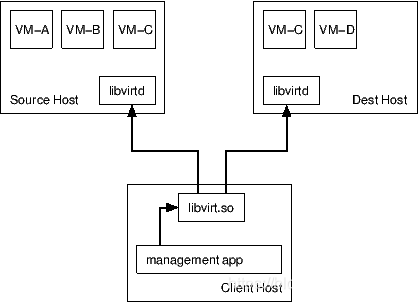 VM-A VM-B VM-C
libvirtd
Source Host
VM-C VM-D
libvirtd
Dest Host
libvirt.so
management app
Client Host